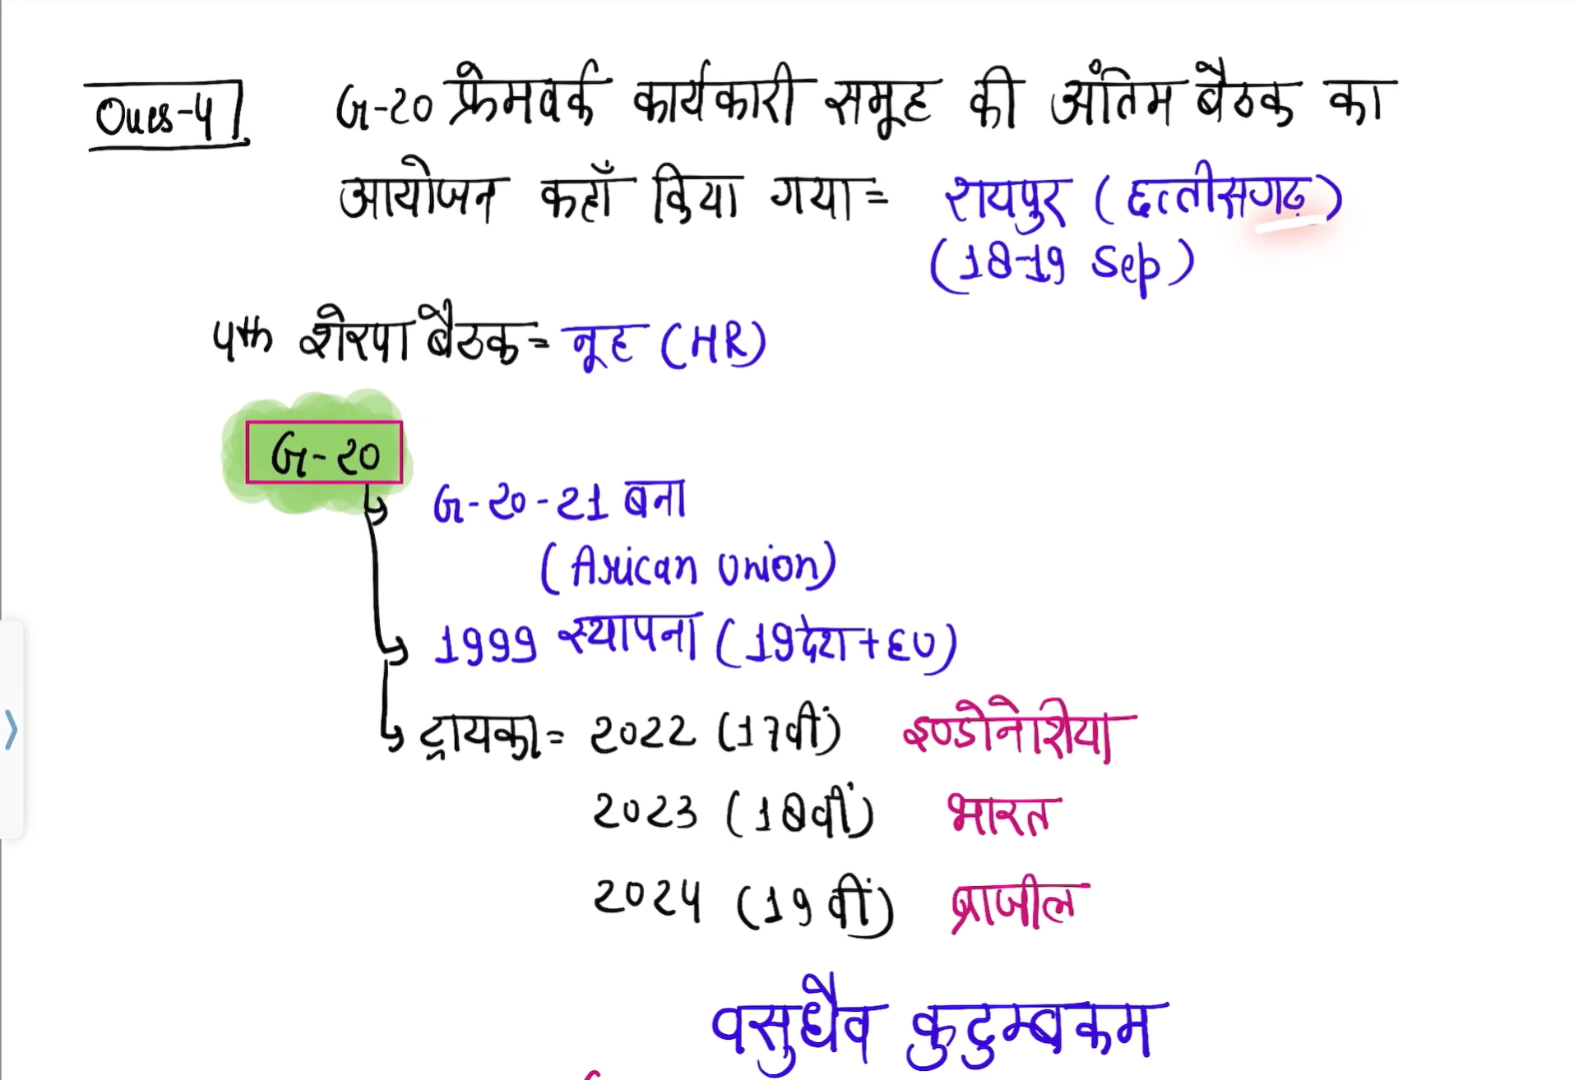 Ques-4
G-20 फ्रेमवर्क कार्यकारी समूह की अंतिम बैठक का
आयोजन कहाँ किया गया = रायपुर (छत्तीसगढ़)
(18-19 Sep)
4th शेरपा बैठक = नूह (HR)
G-20
G-20-21 बना
(African Union)
1999 स्थापना (19देश+EU)
ट्रायका = 2022 (17वीं) इण्डोनेशिया
2023 (18वीं) भारत
2024 (19वीं) ब्राजील
वसुधैव कुटुम्बकम